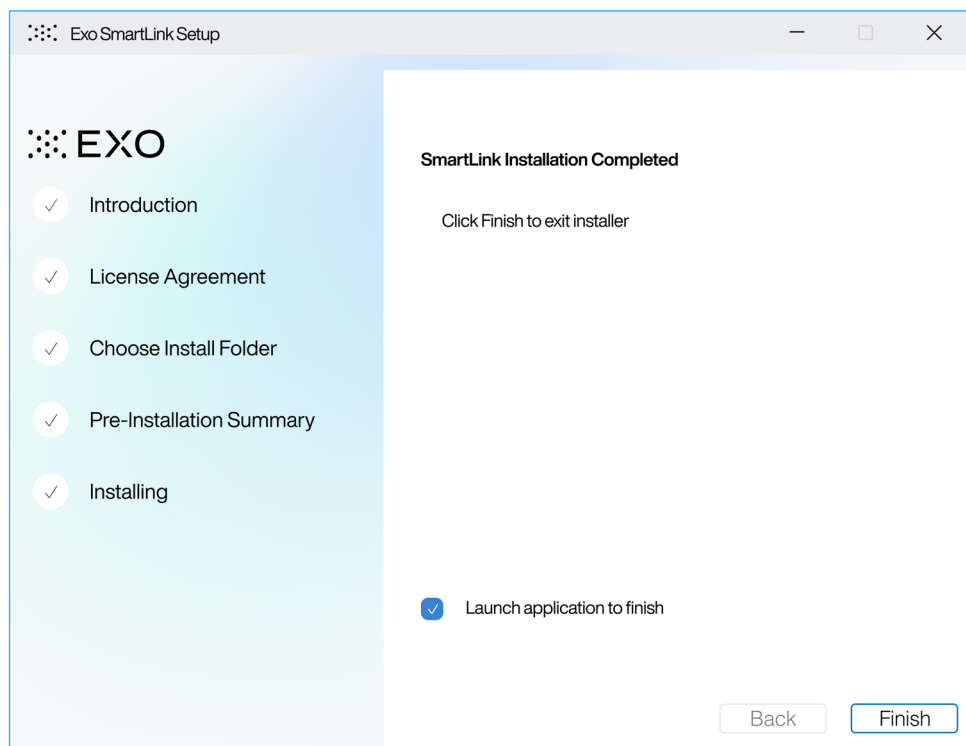 Exo SmartLink Setup
EXO
Introduction
License Agreement
Choose Install Folder
Pre-Installation Summary
Installing
SmartLink Installation Completed
Click Finish to exit installer
Launch application to finish
Back
Finish